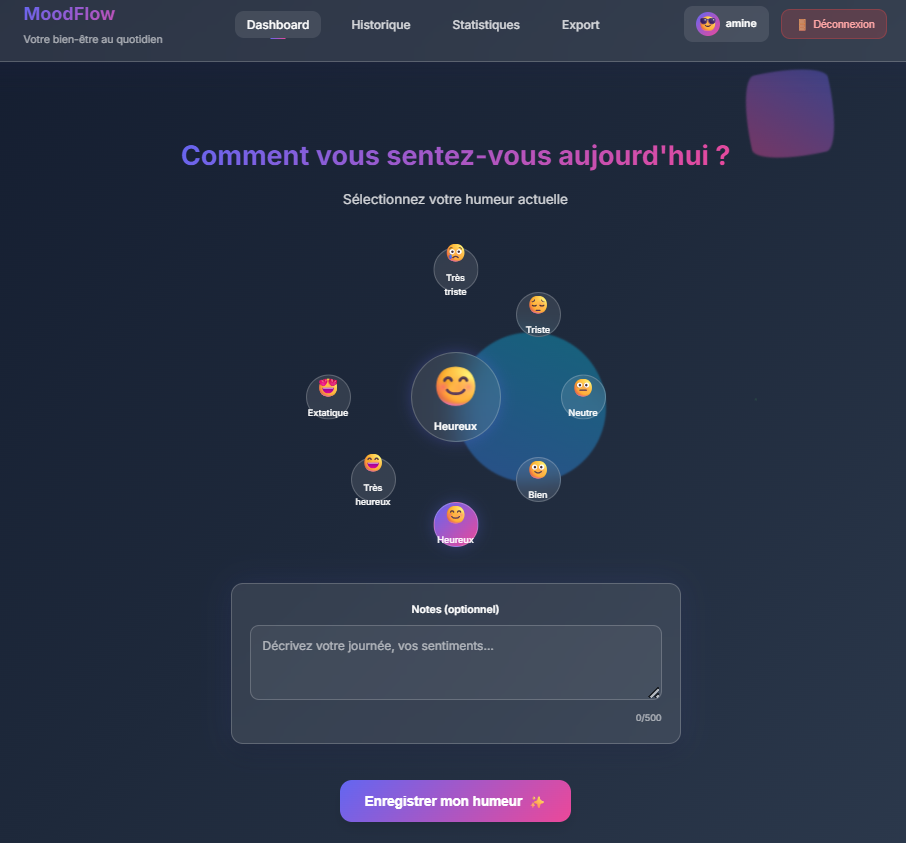 MoodFlow
Votre bien-être au quotidien
Dashboard
Historique
Statistiques
Export
amine
Déconnexion
Comment vous sentez-vous aujourd'hui ?
Sélectionnez votre humeur actuelle
Très
triste
Triste
Extatique
Heureux
Neutre
Très
heureux
Bien
Heureux
Notes (optionnel)
Décrivez votre journée, vos sentiments...
0/500
Enregistrer mon humeur ✨